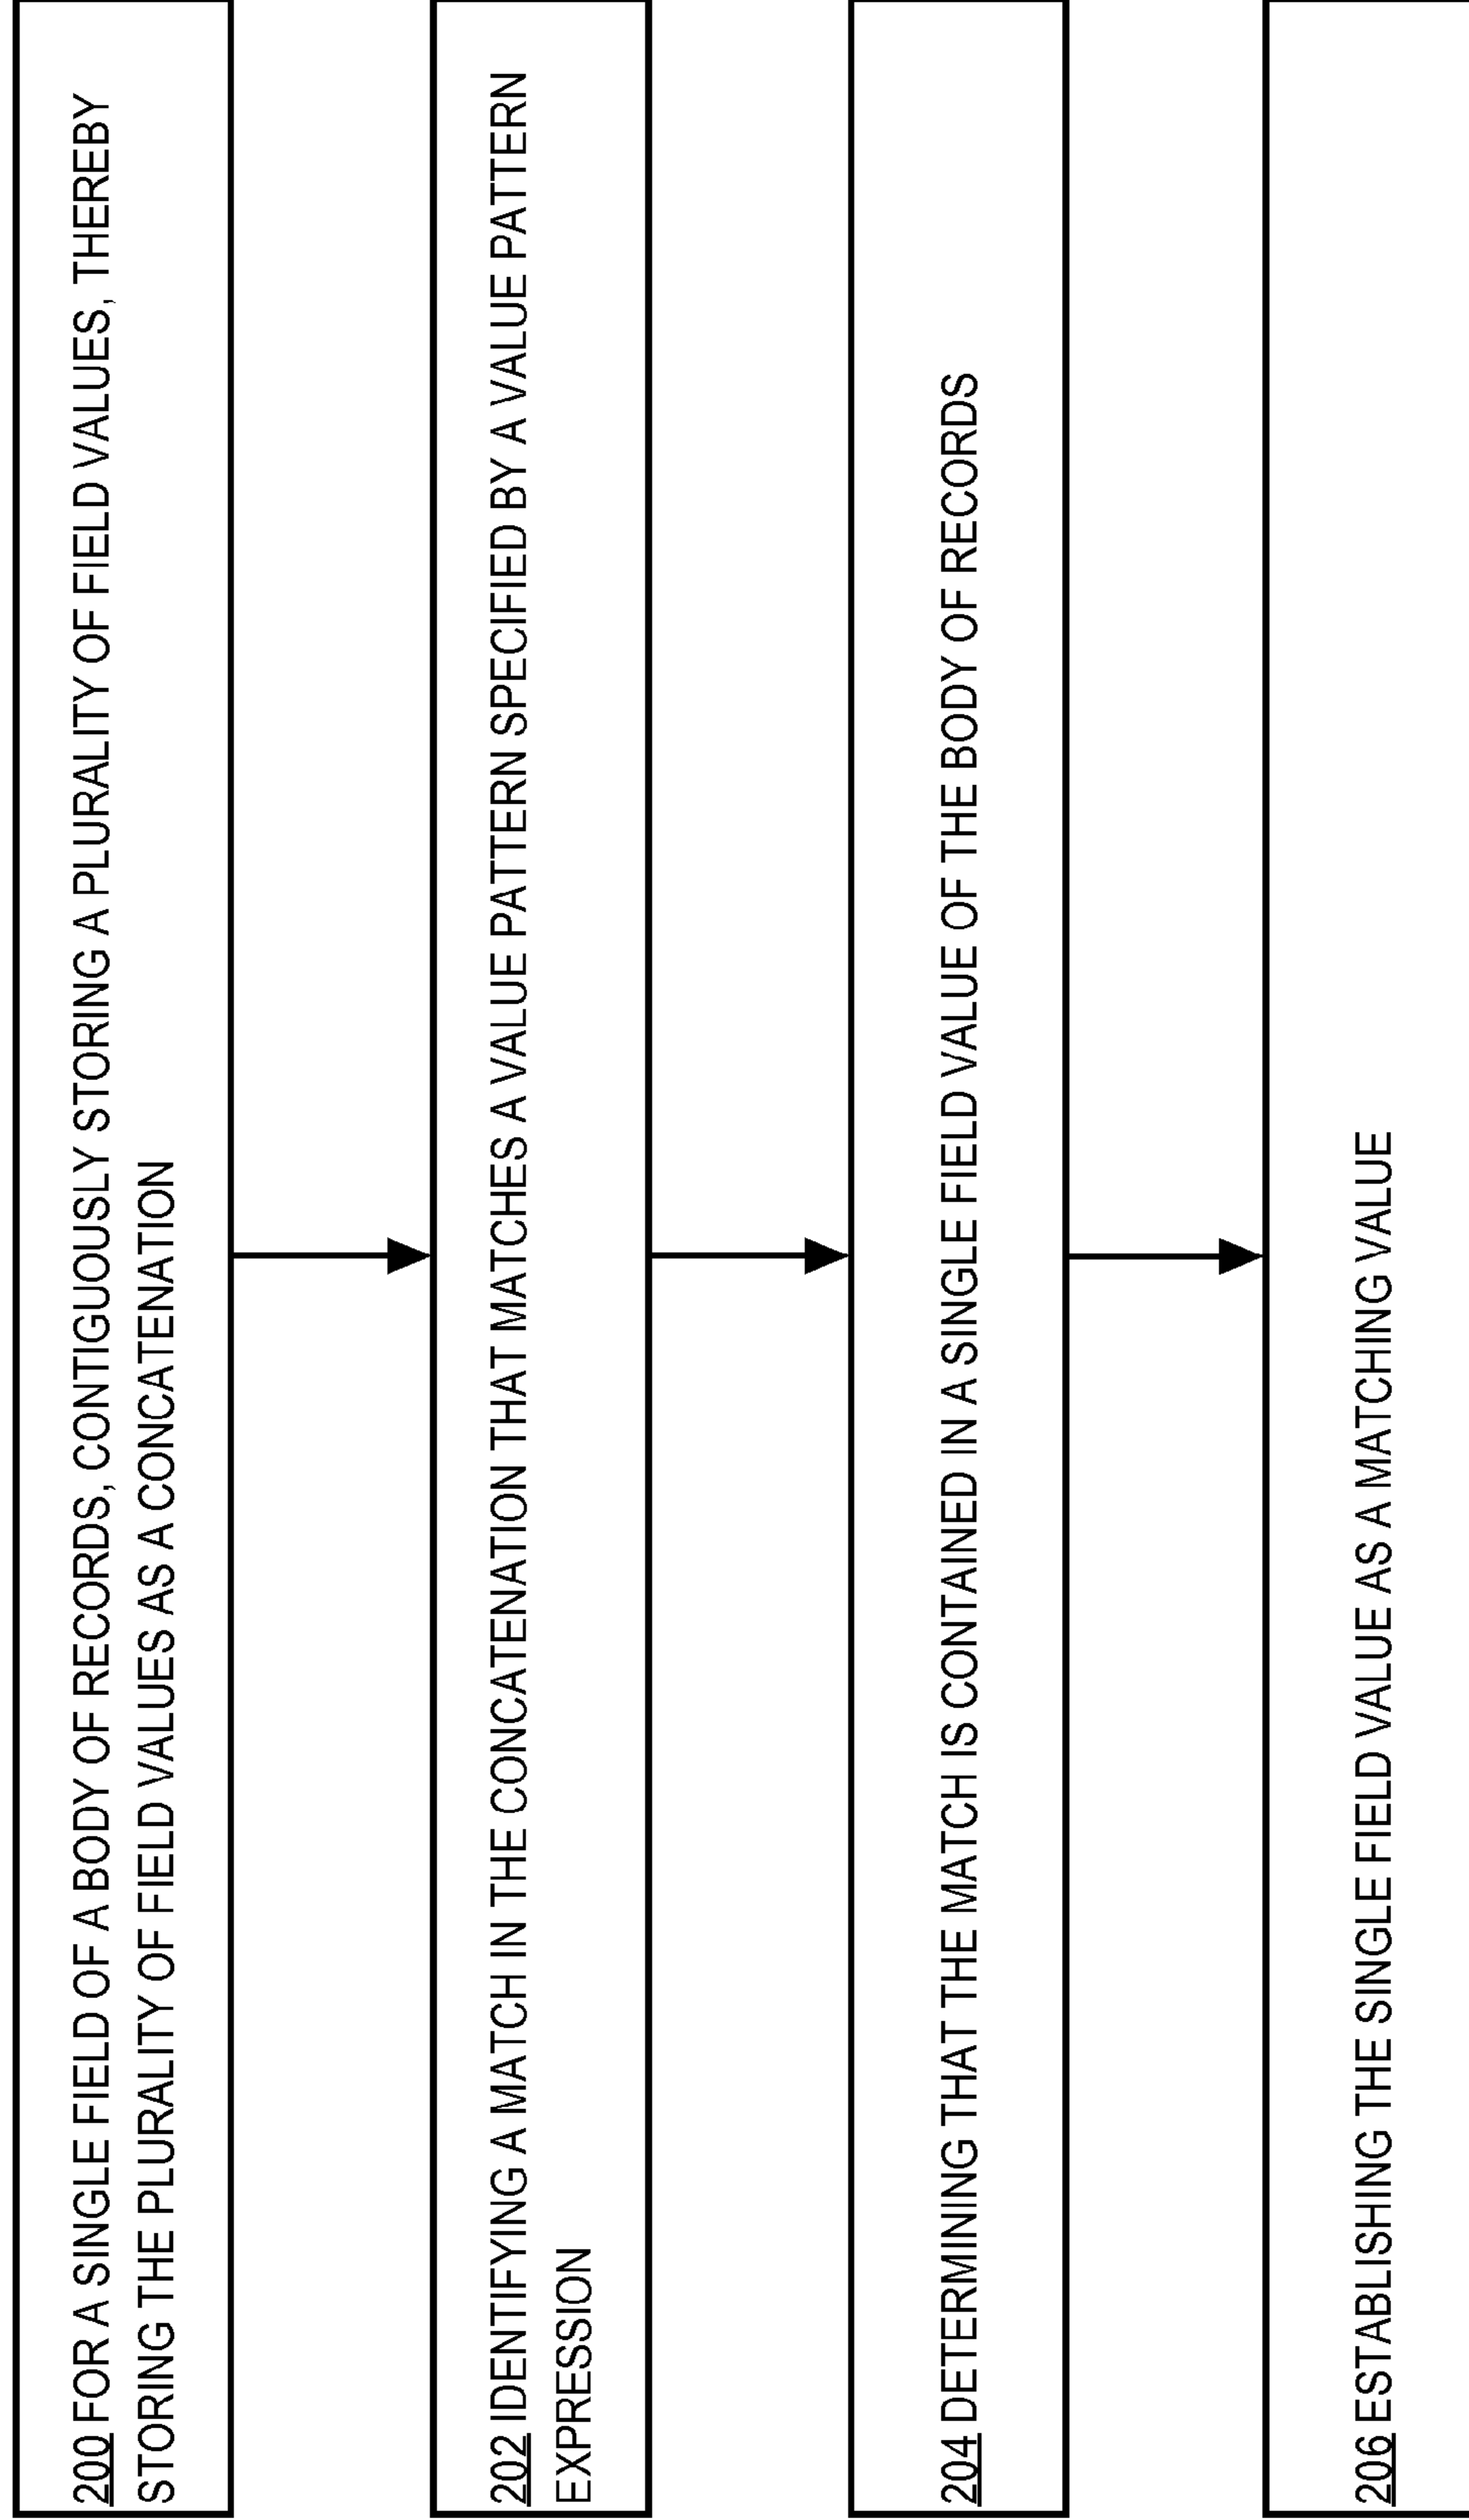 200 FOR A SINGLE FIELD OF A BODY OF RECORDS, CONTIGUOUSLY STORING A PLURALITY OF FIELD VALUES, THEREBY
STORING THE PLURALITY OF FIELD VALUES AS A CONCATENATION
202 IDENTIFYING A MATCH IN THE CONCATENATION THAT MATCHES A VALUE PATTERN SPECIFIED BY A VALUE PATTERN
EXPRESSION
204 DETERMINING THAT THE MATCH IS CONTAINED IN A SINGLE FIELD VALUE OF THE BODY OF RECORDS
206 ESTABLISHING THE SINGLE FIELD VALUE AS A MATCHING VALUE